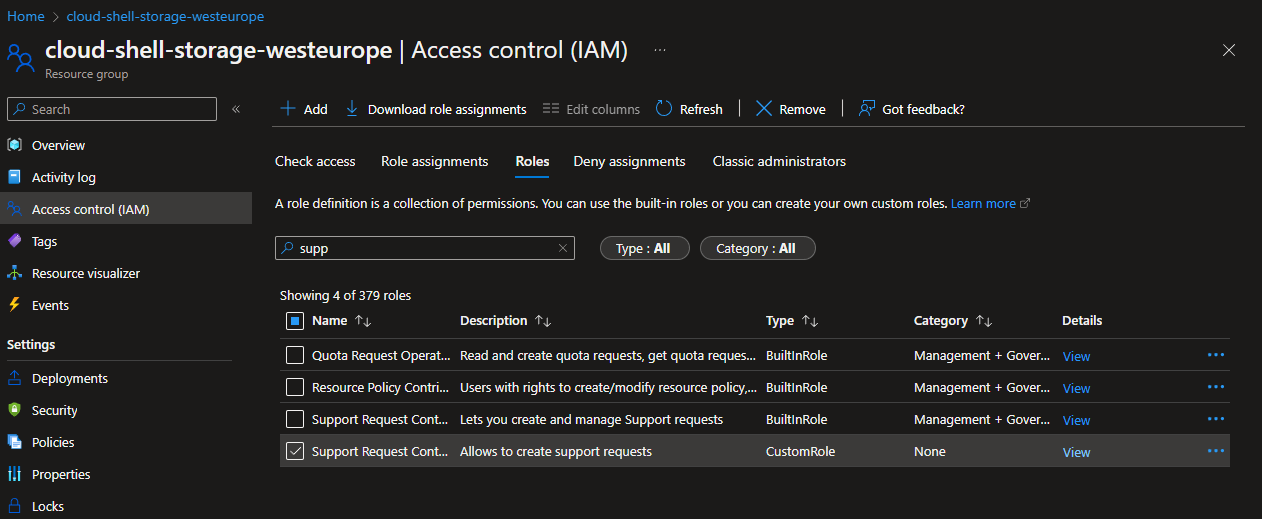 Home > cloud-shell-storage-westeurope
cloud-shell-storage-westeurope | Access control (IAM) ...
Resource group
Search
«
Add
Download role assignments
Edit columns
Refresh
Remove
Got feedback?
Overview
Activity log
Access control (IAM)
Tags
Resource visualizer
Events
Settings
Deployments
Security
Policies
Properties
Locks
Check access Role assignments Roles Deny assignments Classic administrators
A role definition is a collection of permissions. You can use the built-in roles or you can create your own custom roles. Learn more
supp
Type : All
Category : All
Showing 4 of 379 roles
Name Description Type Category Details
Quota Request Operat... Read and create quota requests, get quota reques... BuiltInRole Management + Gover... View ...
Resource Policy Contri... Users with rights to create/modify resource policy,... BuiltInRole Management + Gover... View ...
Support Request Cont... Lets you create and manage Support requests BuiltInRole Management + Gover... View ...
Support Request Cont... Allows to create support requests CustomRole None View ...